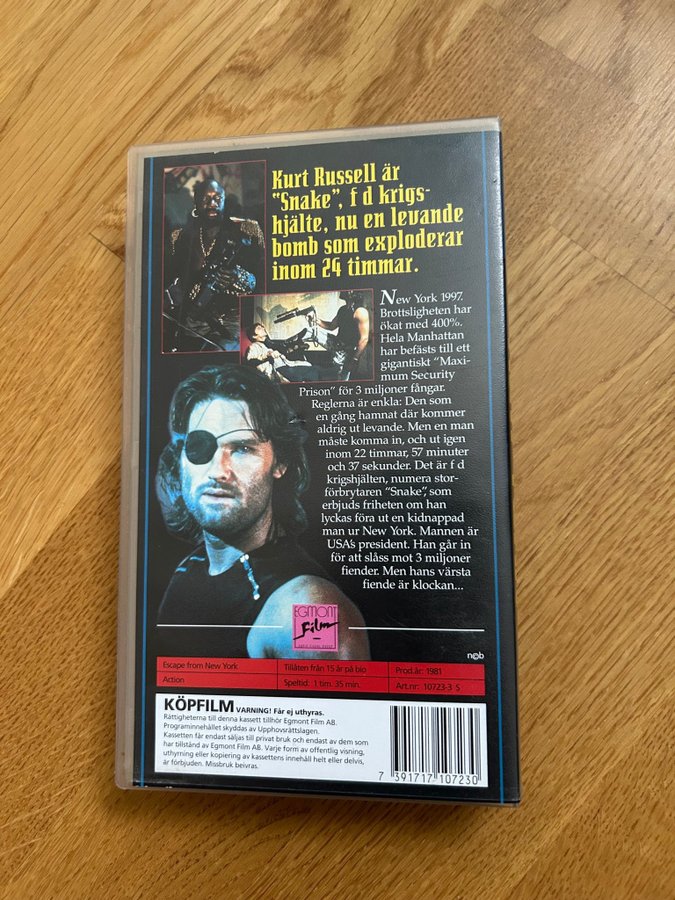 Kurt Russell är
"Snake", f d krigs-
hjälte, nu en levande
bomb som exploderar
inom 24 timmar.
New York 1997.
Brottsligheten har
ökat med 400%.
Hela Manhattan
har befästs till ett
gigantiskt "Maxi-
mum Security
Prison" för 3 miljoner fångar.
Reglerna är enkla: Den som
en gång hamnat där kommer
aldrig ut levande. Men en man
måste komma in, och ut igen
inom 22 timmar, 57 minuter
och 37 sekunder. Det är f d
krigshjälten, numera stor-
förbrytaren "Snake", som
erbjuds friheten om han
lyckas föra ut en kidnappad
man ur New York. Mannen är
USA's president. Han går in
för att slåss mot 3 miljoner
fiender. Men hans värsta
fiende är klockan...
EGMONT
Film
n@b
Escape from New York Tillåten från 15 år på bio Prod.år: 1981
Action Speltid: 1 tim. 35 min. Art.nr: 10723-3 S
KÖPFILM VARNING! Får ej uthyras.
Rättigheterna till denna kassett tillhör Egmont Film AB.
Programinnehållet skyddas av Upphovsrättslagen.
Kassetten får endast säljas till privat bruk och endast av dem som
har tillstånd av Egmont Film AB. Varje form av offentlig visning,
uthyrning eller kopiering av kassettens innehåll helt eller delvis,
är förbjuden. Missbruk beivras.
7 391717 107230